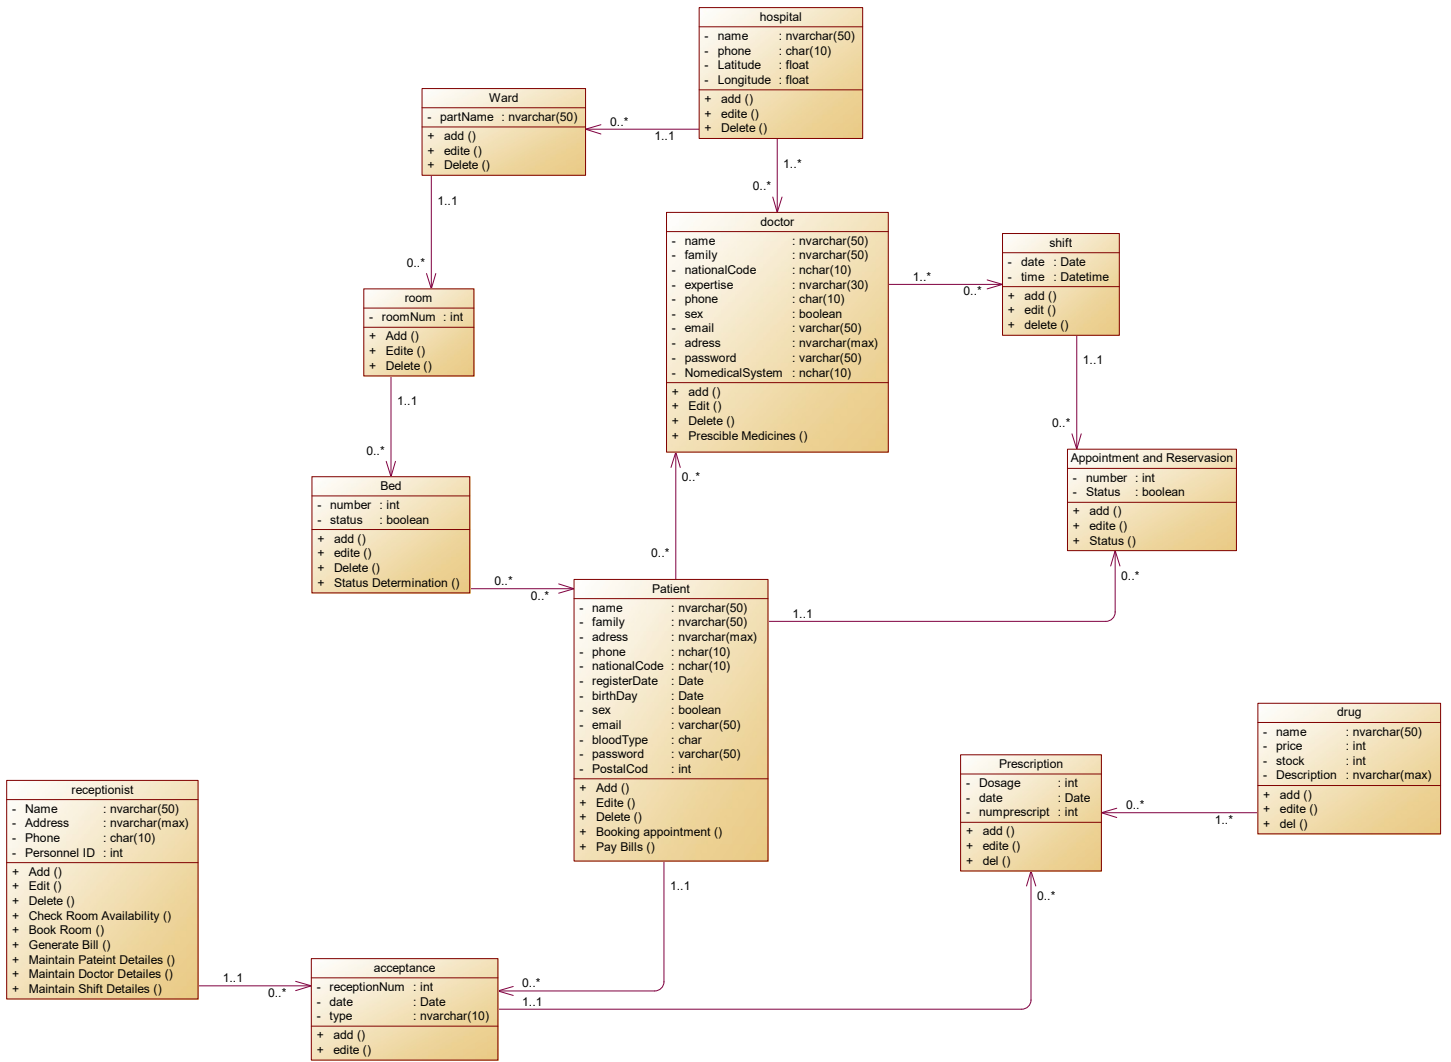 hospital
- name : nvarchar(50)
- phone : char(10)
- Latitude : float
- Longitude : float
+ add ()
+ edite ()
+ Delete ()
Ward
- partName : nvarchar(50)
+ add ()
+ edite ()
+ Delete ()
0..*
1..1
1..*
0..*
1..1
0..*
doctor
- name : nvarchar(50)
- family : nvarchar(50)
- nationalCode : nchar(10)
- expertise : nvarchar(30)
- phone : char(10)
- sex : boolean
- email : varchar(50)
- adress : nvarchar(max)
- password : varchar(50)
- NomedicalSystem : nchar(10)
+ add ()
+ Edit ()
+ Delete ()
+ Prescible Medicines ()
1..*
0..*
shift
- date : Date
- time : Datetime
+ add ()
+ edit ()
+ delete ()
1..1
0..*
room
- roomNum : int
+ Add ()
+ Edite ()
+ Delete ()
1..1
0..*
Appointment and Reservasion
- number : int
- Status : boolean
+ add ()
+ edite ()
+ Status ()
0..*
Bed
- number : int
- status : boolean
+ add ()
+ edite ()
+ Delete ()
+ Status Determination ()
0..*
0..*
0..*
0..*
Patient
- name : nvarchar(50)
- family : nvarchar(50)
- adress : nvarchar(max)
- phone : nchar(10)
- nationalCode : nchar(10)
- registerDate : Date
- birthDay : Date
- sex : boolean
- email : varchar(50)
- bloodType : char
- password : varchar(50)
- PostalCod : int
+ Add ()
+ Edite ()
+ Delete ()
+ Booking appointment ()
+ Pay Bills ()
1..1
1..1
drug
- name : nvarchar(50)
- price : int
- stock : int
- Description : nvarchar(max)
+ add ()
+ edite ()
+ del ()
0..*
1..*
Prescription
- Dosage : int
- date : Date
- numprescript : int
+ add ()
+ edite ()
+ del ()
0..*
receptionist
- Name : nvarchar(50)
- Address : nvarchar(max)
- Phone : char(10)
- Personnel ID : int
+ Add ()
+ Edit ()
+ Delete ()
+ Check Room Availability ()
+ Book Room ()
+ Generate Bill ()
+ Maintain Pateint Detailes ()
+ Maintain Doctor Detailes ()
+ Maintain Shift Detailes ()
1..1
0..*
acceptance
- receptionNum : int
- date : Date
- type : nvarchar(10)
+ add ()
+ edite ()
0..*
1..1